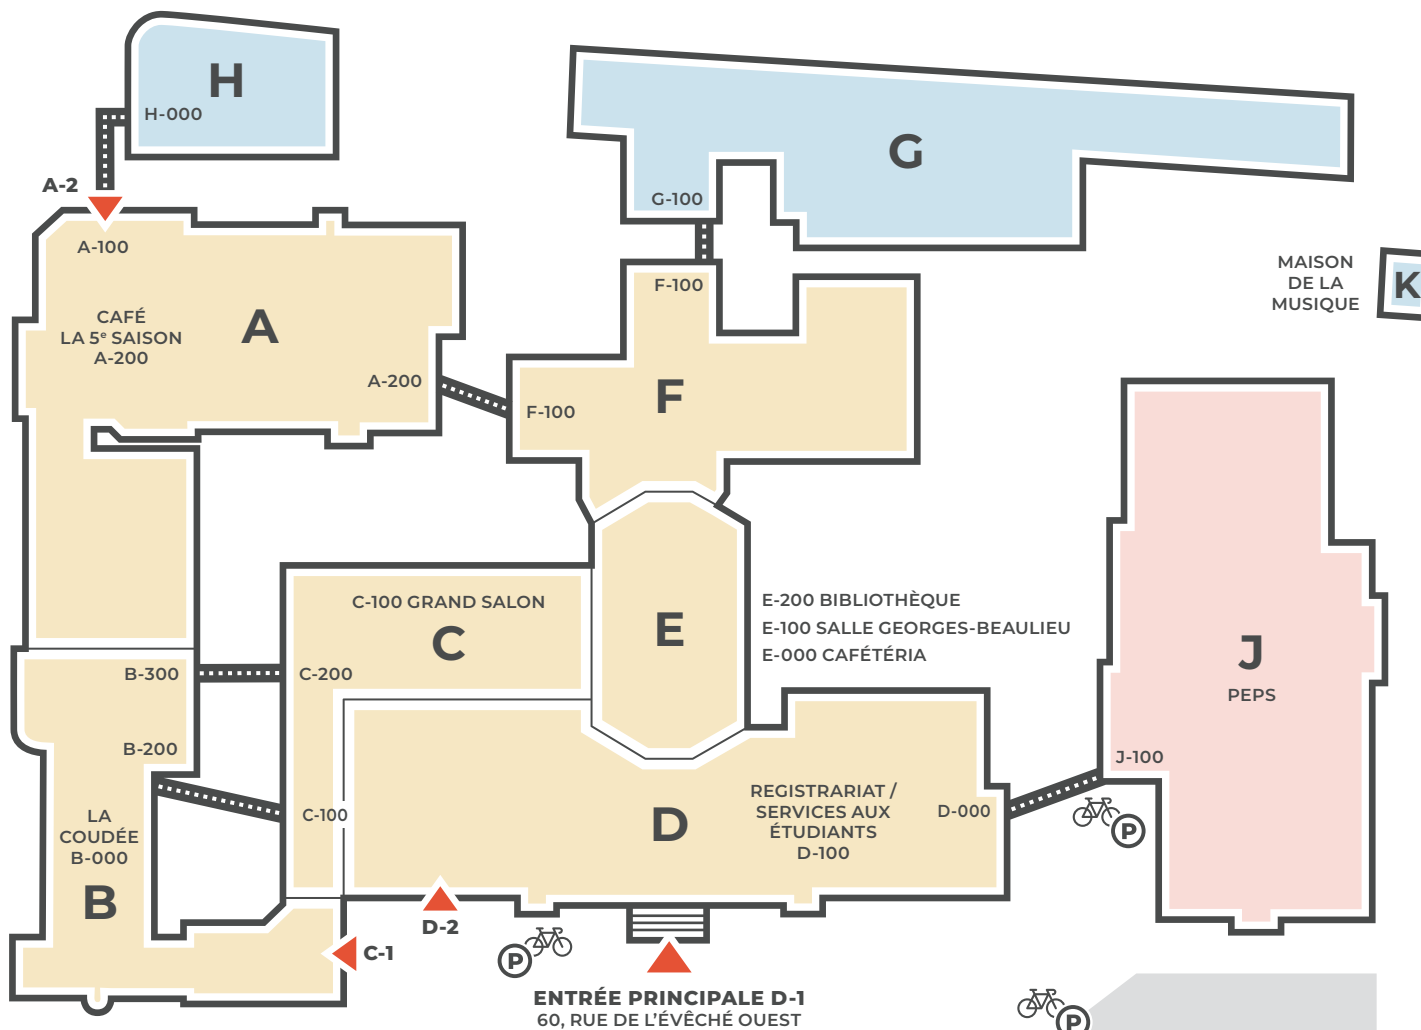 H
H-000
G
G-100
A-2
A-100
CAFÉ
LA 5e SAISON
A-200
A
A-200
F-100
F-100
F
MAISON
DE LA
MUSIQUE
K
C-100 GRAND SALON
C
C-200
C-100
E
E-200 BIBLIOTHÈQUE
E-100 SALLE GEORGES-BEAULIEU
E-000 CAFÉTÉRIA
J
PEPS
J-100
B-300
B-200
LA
COUDÉE
B-000
B
D
REGISTRARIAT /
SERVICES AUX
ÉTUDIANTS
D-100
D-000
P
D-2
C-1
P
ENTRÉE PRINCIPALE D-1
60, RUE DE L'ÉVÊCHÉ OUEST
P